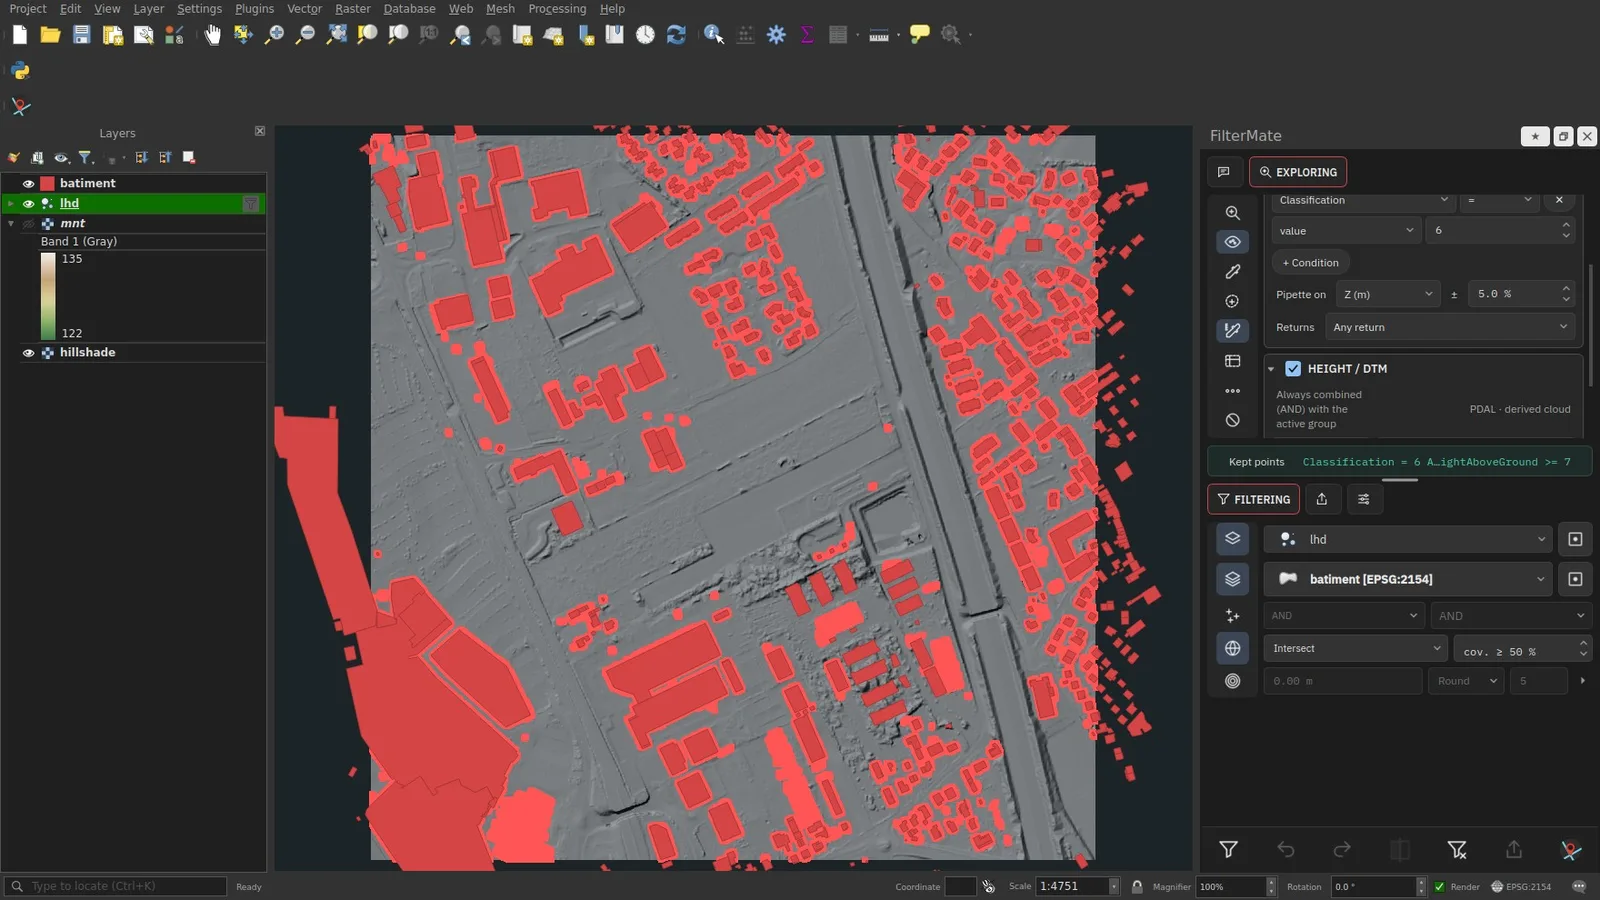 Project Edit View Layer Settings Plugins Vector Raster Database Web Mesh Processing Help
Layers
batiment
lhd
mnt
Band 1 (Gray)
135
122
hillshade
FilterMate
EXPLORING
Classification =
value 6
+ Condition
Pipette on Z (m) ± 5.0 %
Returns Any return
HEIGHT / DTM
Always combined
(AND) with the
active group
PDAL · derived cloud
Kept points Classification = 6 A…ightAboveGround >= 7
FILTERING
lhd
batiment [EPSG:2154]
AND AND
Intersect cov. ≥ 50 %
0.00 m Round 5
Type to locate (Ctrl+K) Ready Coordinate Scale 1:4751 Magnifier 100% Rotation 0.0 ° Render EPSG:2154